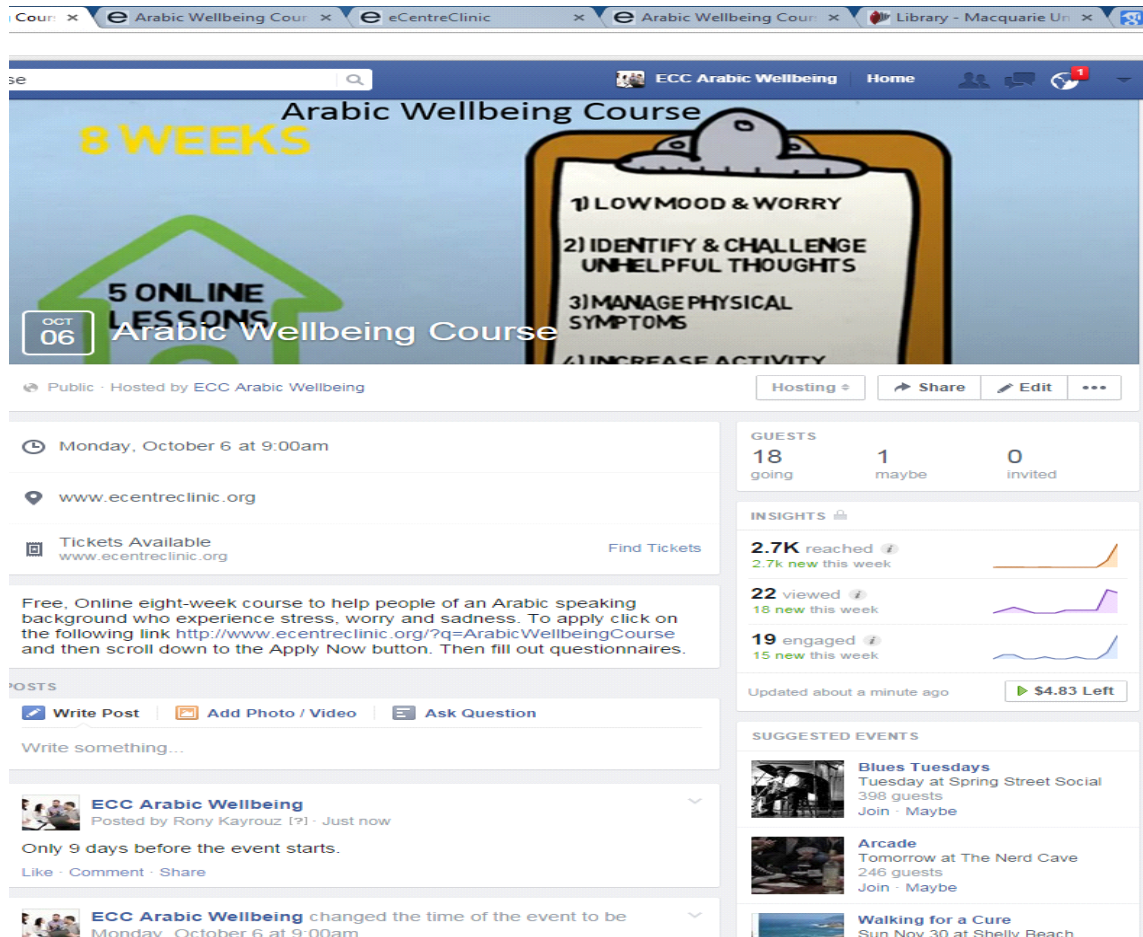 Cour
Arabic Wellbeing Cour
eCentreClinic
Arabic Wellbeing Cour
Library - Macquarie Un
se
ECC Arabic Wellbeing
Home
1
Arabic Wellbeing Course
8 WEEKS
5 ONLINE
LESSONS
1) LOW MOOD & WORRY
2) IDENTIFY & CHALLENGE
UNHELPFUL THOUGHTS
3) MANAGE PHYSICAL
SYMPTOMS
4) INCREASE ACTIVITY
OCT
06
Arabic Wellbeing Course
Public · Hosted by ECC Arabic Wellbeing
Hosting
Share
Edit
Monday, October 6 at 9:00am
www.ecentreclinic.org
Tickets Available
www.ecentreclinic.org
Find Tickets
Free, Online eight-week course to help people of an Arabic speaking
background who experience stress, worry and sadness. To apply click on
the following link http://www.ecentreclinic.org/?q=ArabicWellbeingCourse
and then scroll down to the Apply Now button. Then fill out questionnaires.
POSTS
Write Post
Add Photo / Video
Ask Question
Write something...
ECC Arabic Wellbeing
Posted by Rony Kayrouz [?] · Just now
Only 9 days before the event starts.
Like · Comment · Share
ECC Arabic Wellbeing changed the time of the event to be
Monday, October 6 at 9:00am
GUESTS
18 1 0
going maybe invited
INSIGHTS
2.7K reached
2.7k new this week
22 viewed
18 new this week
19 engaged
15 new this week
Updated about a minute ago
$4.83 Left
SUGGESTED EVENTS
Blues Tuesdays
Tuesday at Spring Street Social
398 guests
Join · Maybe
Arcade
Tomorrow at The Nerd Cave
246 guests
Join · Maybe
Walking for a Cure
Sun Nov 30 at Shelly Beach